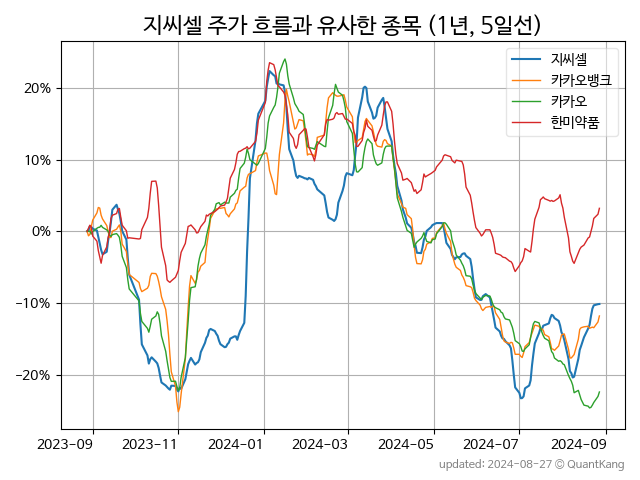 지씨셀 주가 흐름과 유사한 종목 (1년, 5일선)
지씨셀
카카오뱅크
카카오
한미약품
20%
10%
0%
−10%
−20%
2023-09 2023-11 2024-01 2024-03 2024-05 2024-07 2024-09
updated: 2024-08-27 © QuantKang